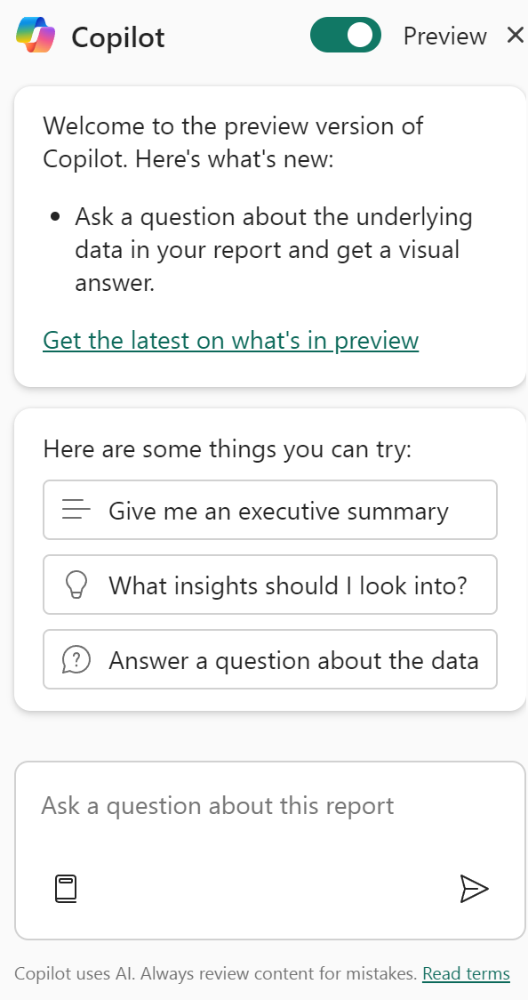 Copilot
Preview
Welcome to the preview version of
Copilot. Here's what's new:
Ask a question about the underlying
data in your report and get a visual
answer.
Get the latest on what's in preview
Here are some things you can try:
Give me an executive summary
What insights should I look into?
Answer a question about the data
Ask a question about this report
Copilot uses AI. Always review content for mistakes. Read terms